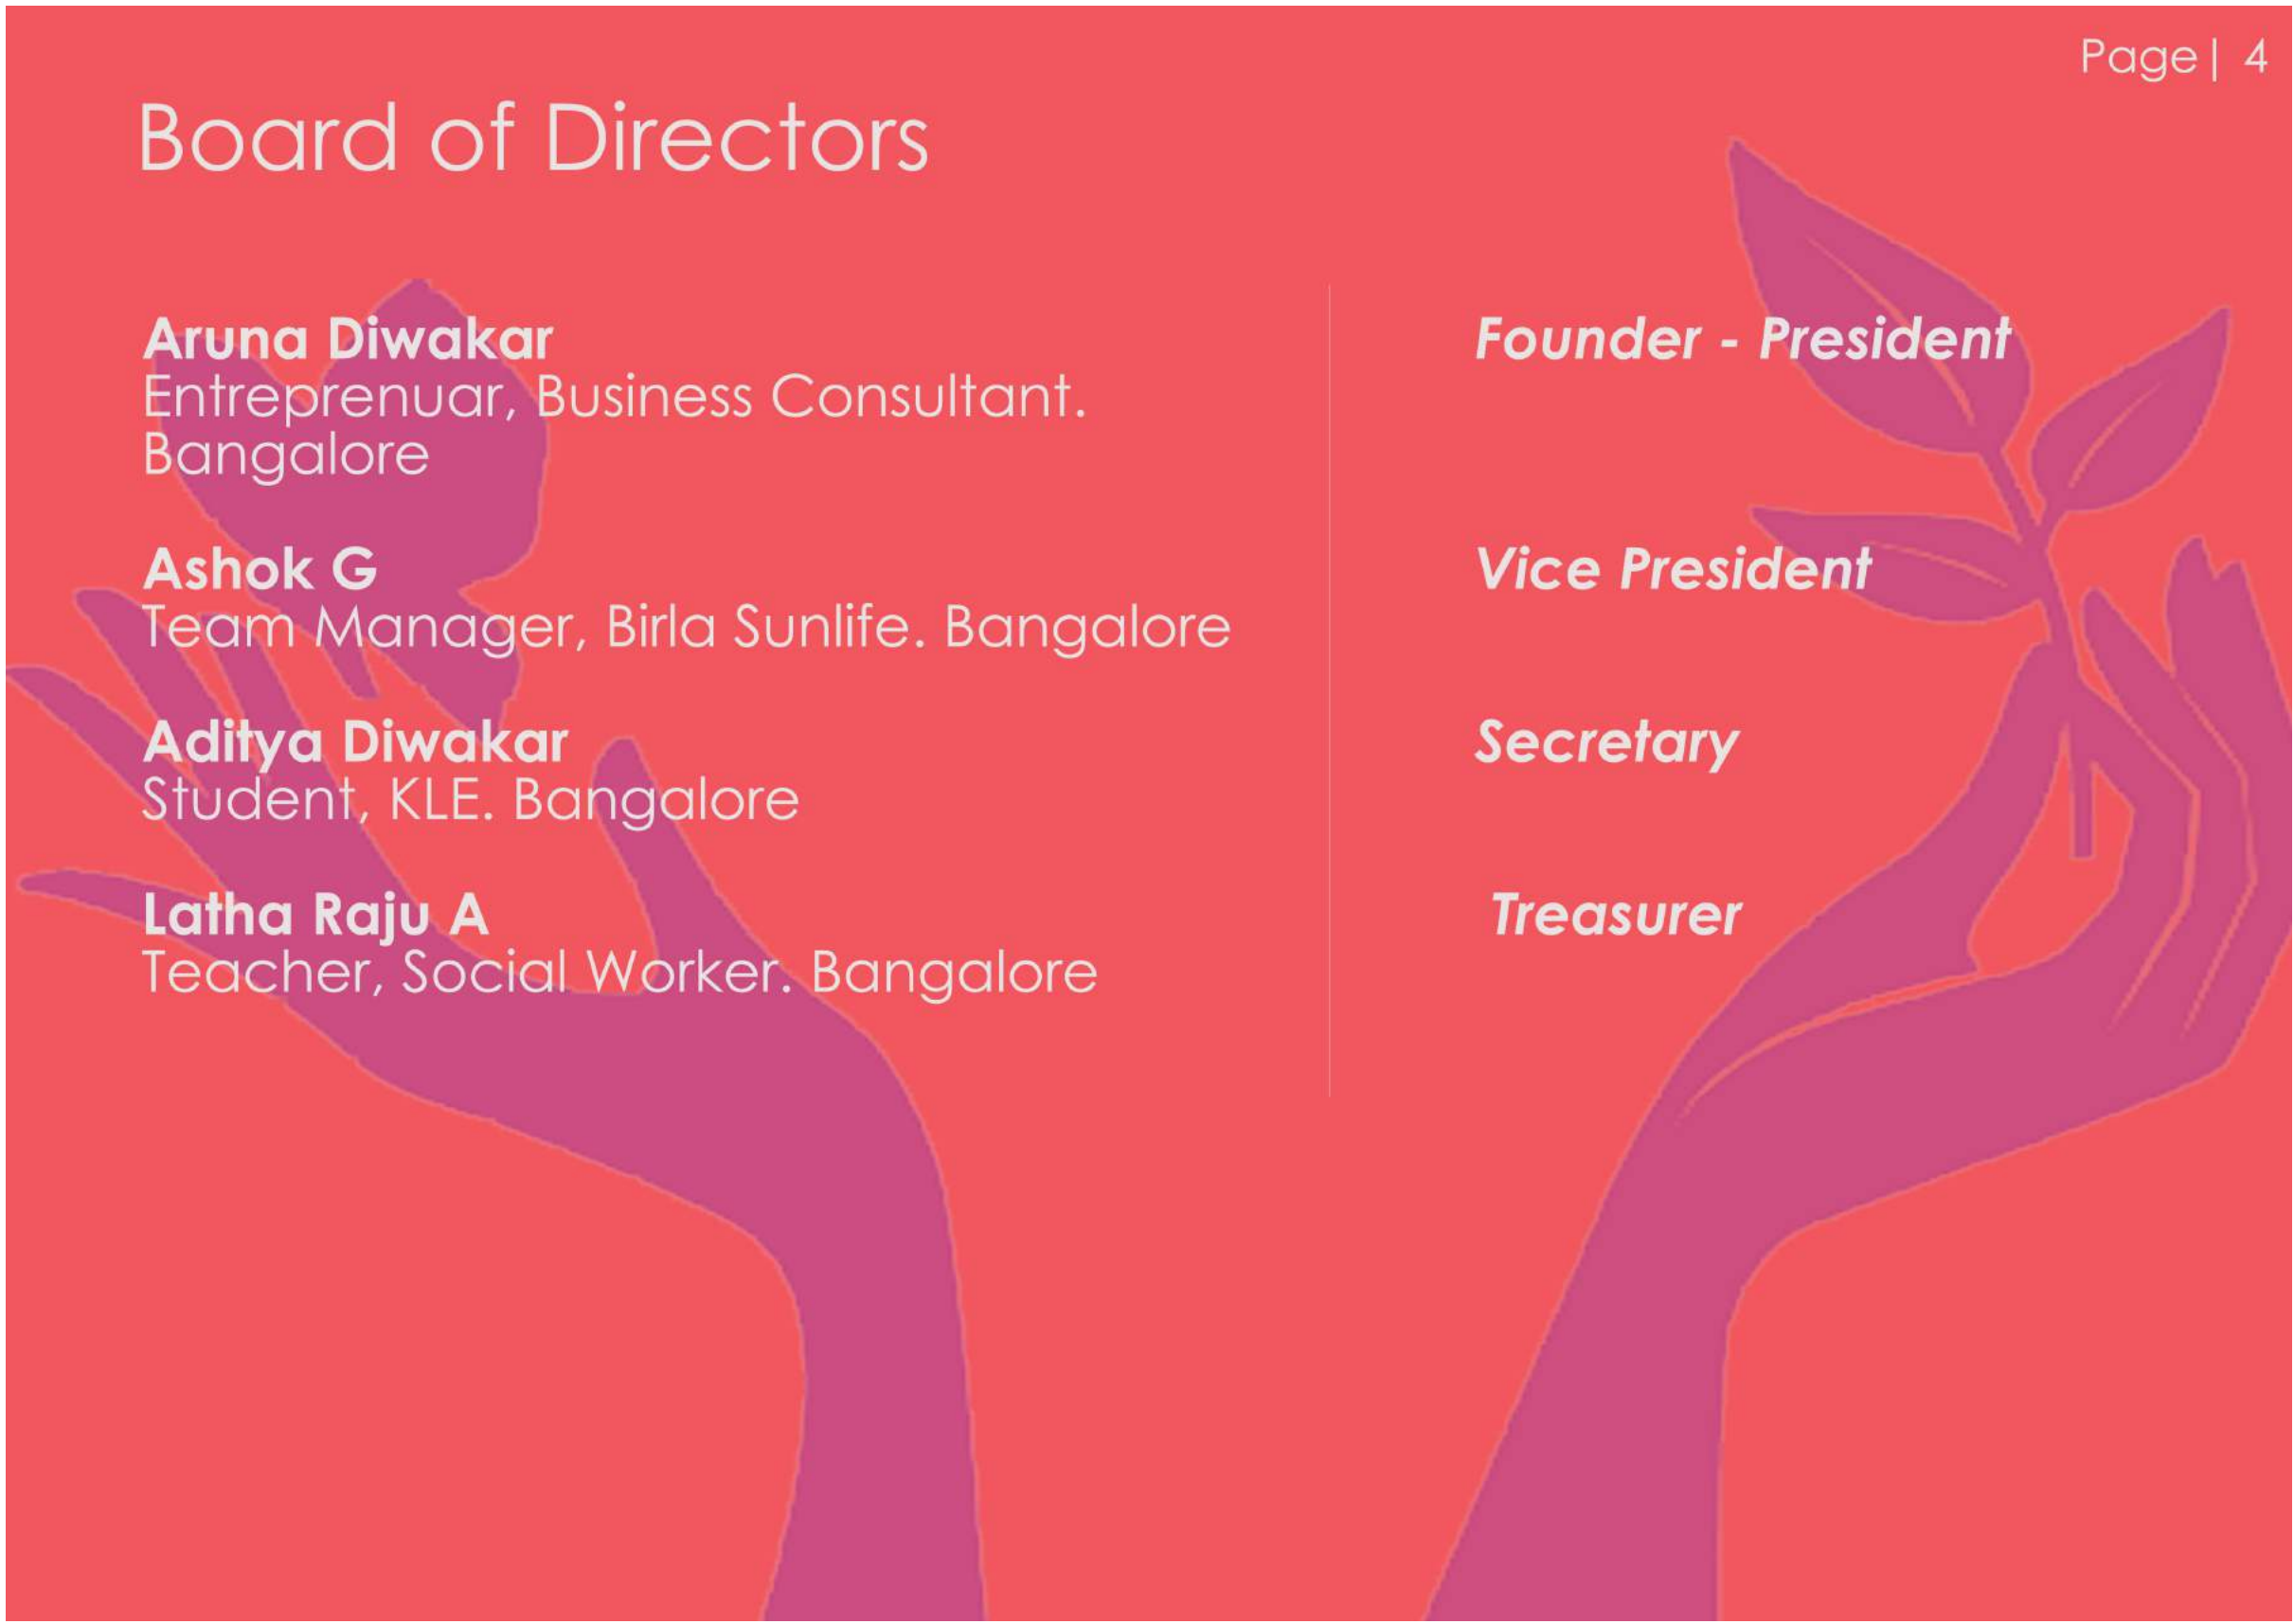 Page| 4
Board of Directors
Aruna Diwakar
Entreprenuar, Business Consultant.
Bangalore
Founder - President
Ashok G
Team Manager, Birla Sunlife. Bangalore
Vice President
Aditya Diwakar
Student, KLE. Bangalore
Secretary
Latha Raju A
Teacher, Social Worker. Bangalore
Treasurer